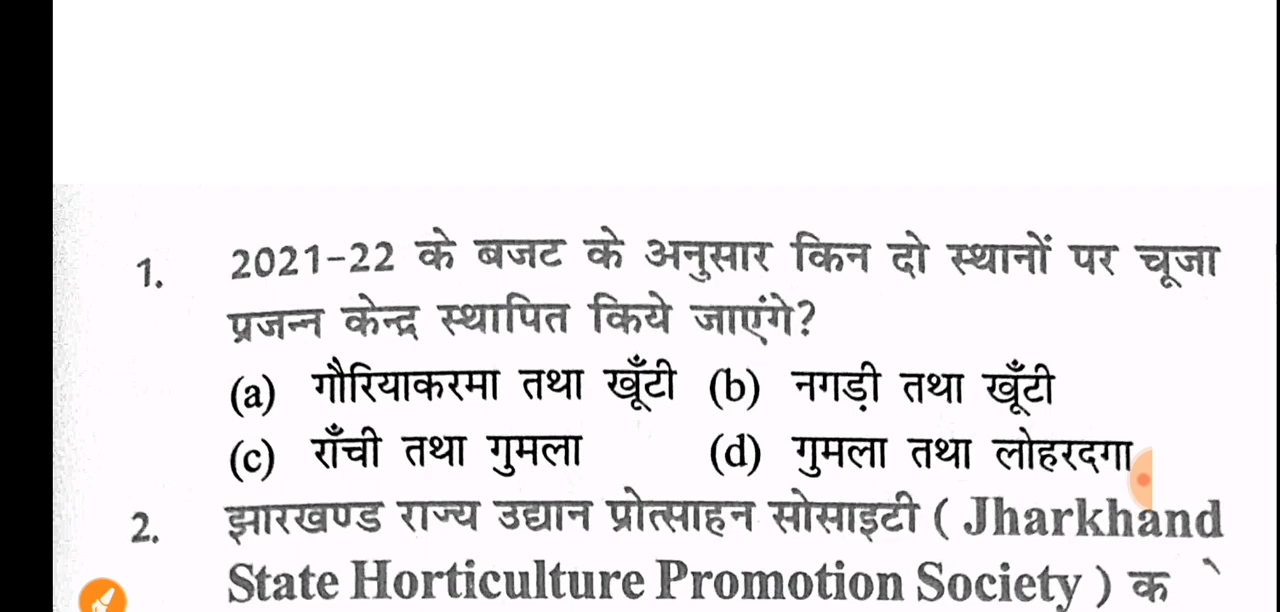 1. 2021-22 के बजट के अनुसार किन दो स्थानों पर चूजा
प्रजन्न केन्द्र स्थापित किये जाएंगे?
(a) गौरियाकरमा तथा खूँटी (b) नगड़ी तथा खूँटी
(c) राँची तथा गुमला (d) गुमला तथा लोहरदगा
2. झारखण्ड राज्य उद्यान प्रोत्साहन सोसाइटी ( Jharkhand
State Horticulture Promotion Society ) क